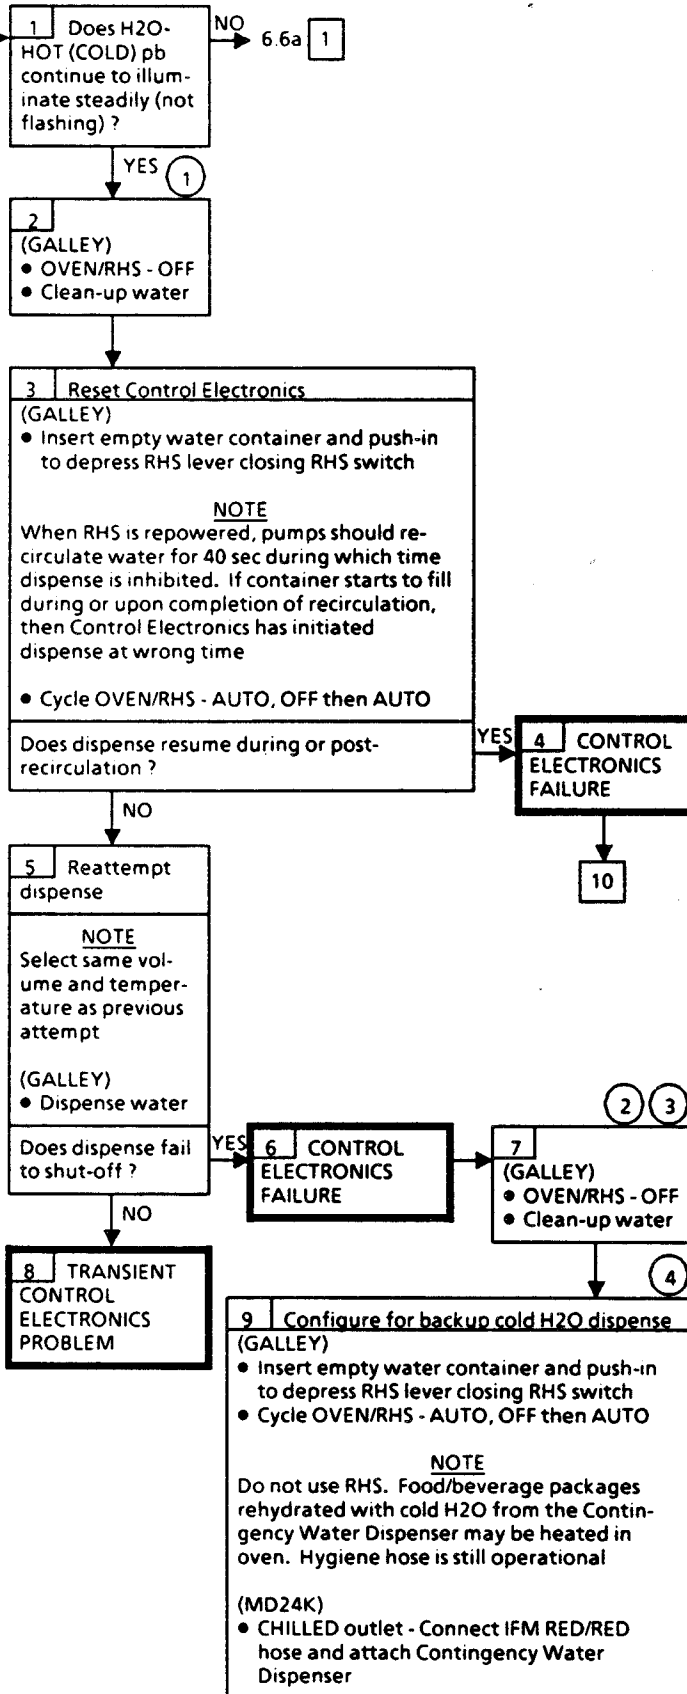 1 Does H2O-
HOT (COLD) pb
continue to illum-
inate steadily (not
flashing) ?
NO
6.6a 1
YES 1
2
(GALLEY)
• OVEN/RHS - OFF
• Clean-up water
3 Reset Control Electronics
(GALLEY)
• Insert empty water container and push-in
to depress RHS lever closing RHS switch
NOTE
When RHS is repowered, pumps should re-
circulate water for 40 sec during which time
dispense is inhibited. If container starts to fill
during or upon completion of recirculation,
then Control Electronics has initiated
dispense at wrong time
• Cycle OVEN/RHS - AUTO, OFF then AUTO
Does dispense resume during or post-
recirculation ?
YES
4 CONTROL
ELECTRONICS
FAILURE
10
NO
5 Reattempt
dispense
NOTE
Select same vol-
ume and temper-
ature as previous
attempt
(GALLEY)
• Dispense water
Does dispense fail
to shut-off ?
YES
6 CONTROL
ELECTRONICS
FAILURE
2 3
7
(GALLEY)
• OVEN/RHS - OFF
• Clean-up water
NO
8 TRANSIENT
CONTROL
ELECTRONICS
PROBLEM
4
9 Configure for backup cold H2O dispense
(GALLEY)
• Insert empty water container and push-in
to depress RHS lever closing RHS switch
• Cycle OVEN/RHS - AUTO, OFF then AUTO
NOTE
Do not use RHS. Food/beverage packages
rehydrated with cold H2O from the Contin-
gency Water Dispenser may be heated in
oven. Hygiene hose is still operational
(MD24K)
• CHILLED outlet - Connect IFM RED/RED
hose and attach Contingency Water
Dispenser